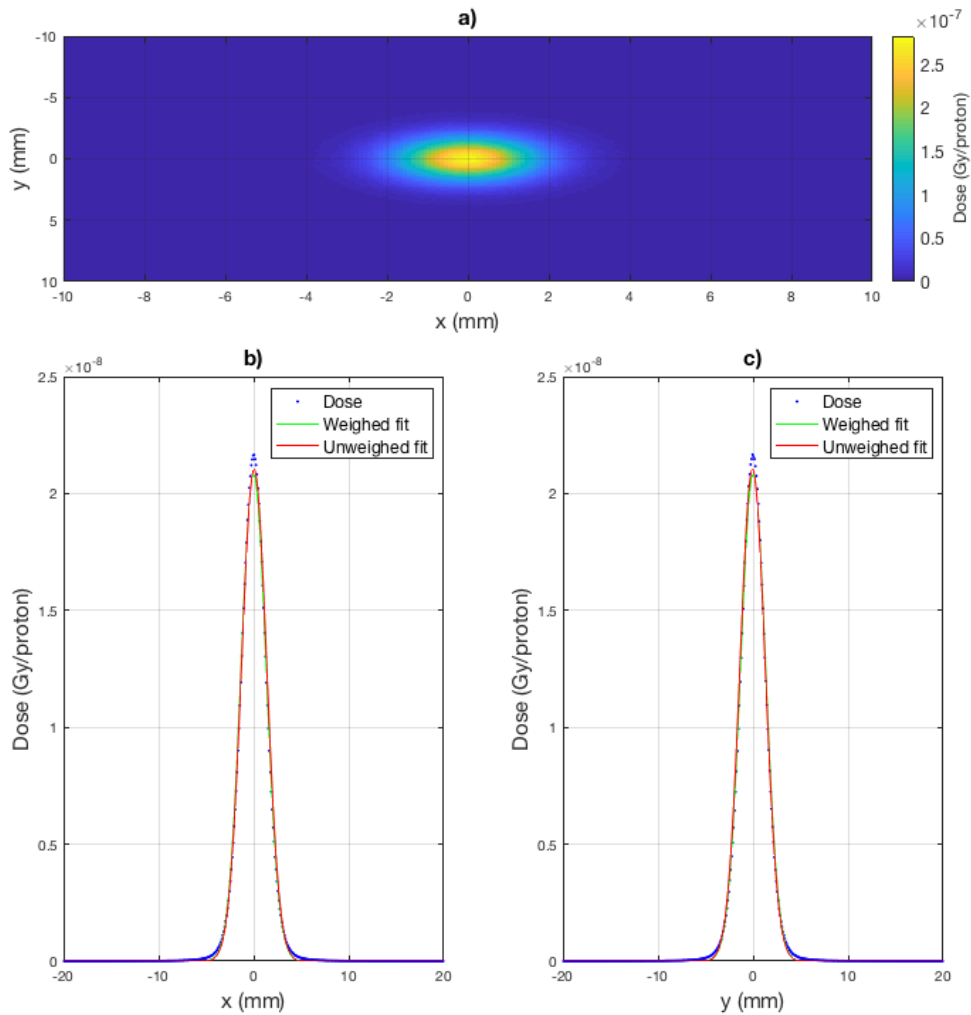 a)
×10⁻⁷
-10
-5
0
5
10
y (mm)
-10 -8 -6 -4 -2 0 2 4 6 8 10
x (mm)
2.5
2
1.5
1
0.5
0
Dose (Gy/proton)
b)
×10⁻⁸
2.5
2
1.5
1
0.5
0
Dose (Gy/proton)
Dose
Weighed fit
Unweighed fit
-20 -10 0 10 20
x (mm)
c)
×10⁻⁸
2.5
2
1.5
1
0.5
0
Dose (Gy/proton)
Dose
Weighed fit
Unweighed fit
-20 -10 0 10 20
y (mm)